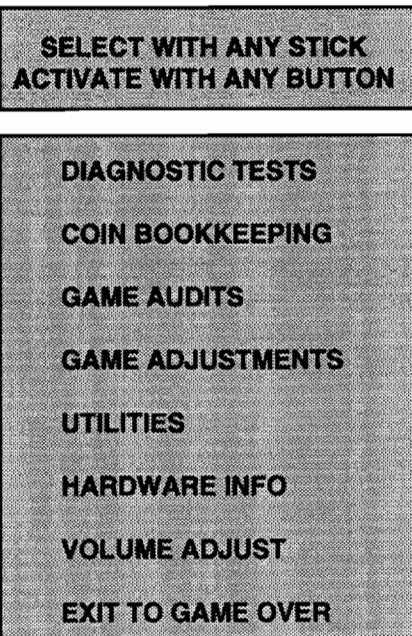 SELECT WITH ANY STICK
ACTIVATE WITH ANY BUTTON
DIAGNOSTIC TESTS
COIN BOOKKEEPING
GAME AUDITS
GAME ADJUSTMENTS
UTILITIES
HARDWARE INFO
VOLUME ADJUST
EXIT TO GAME OVER